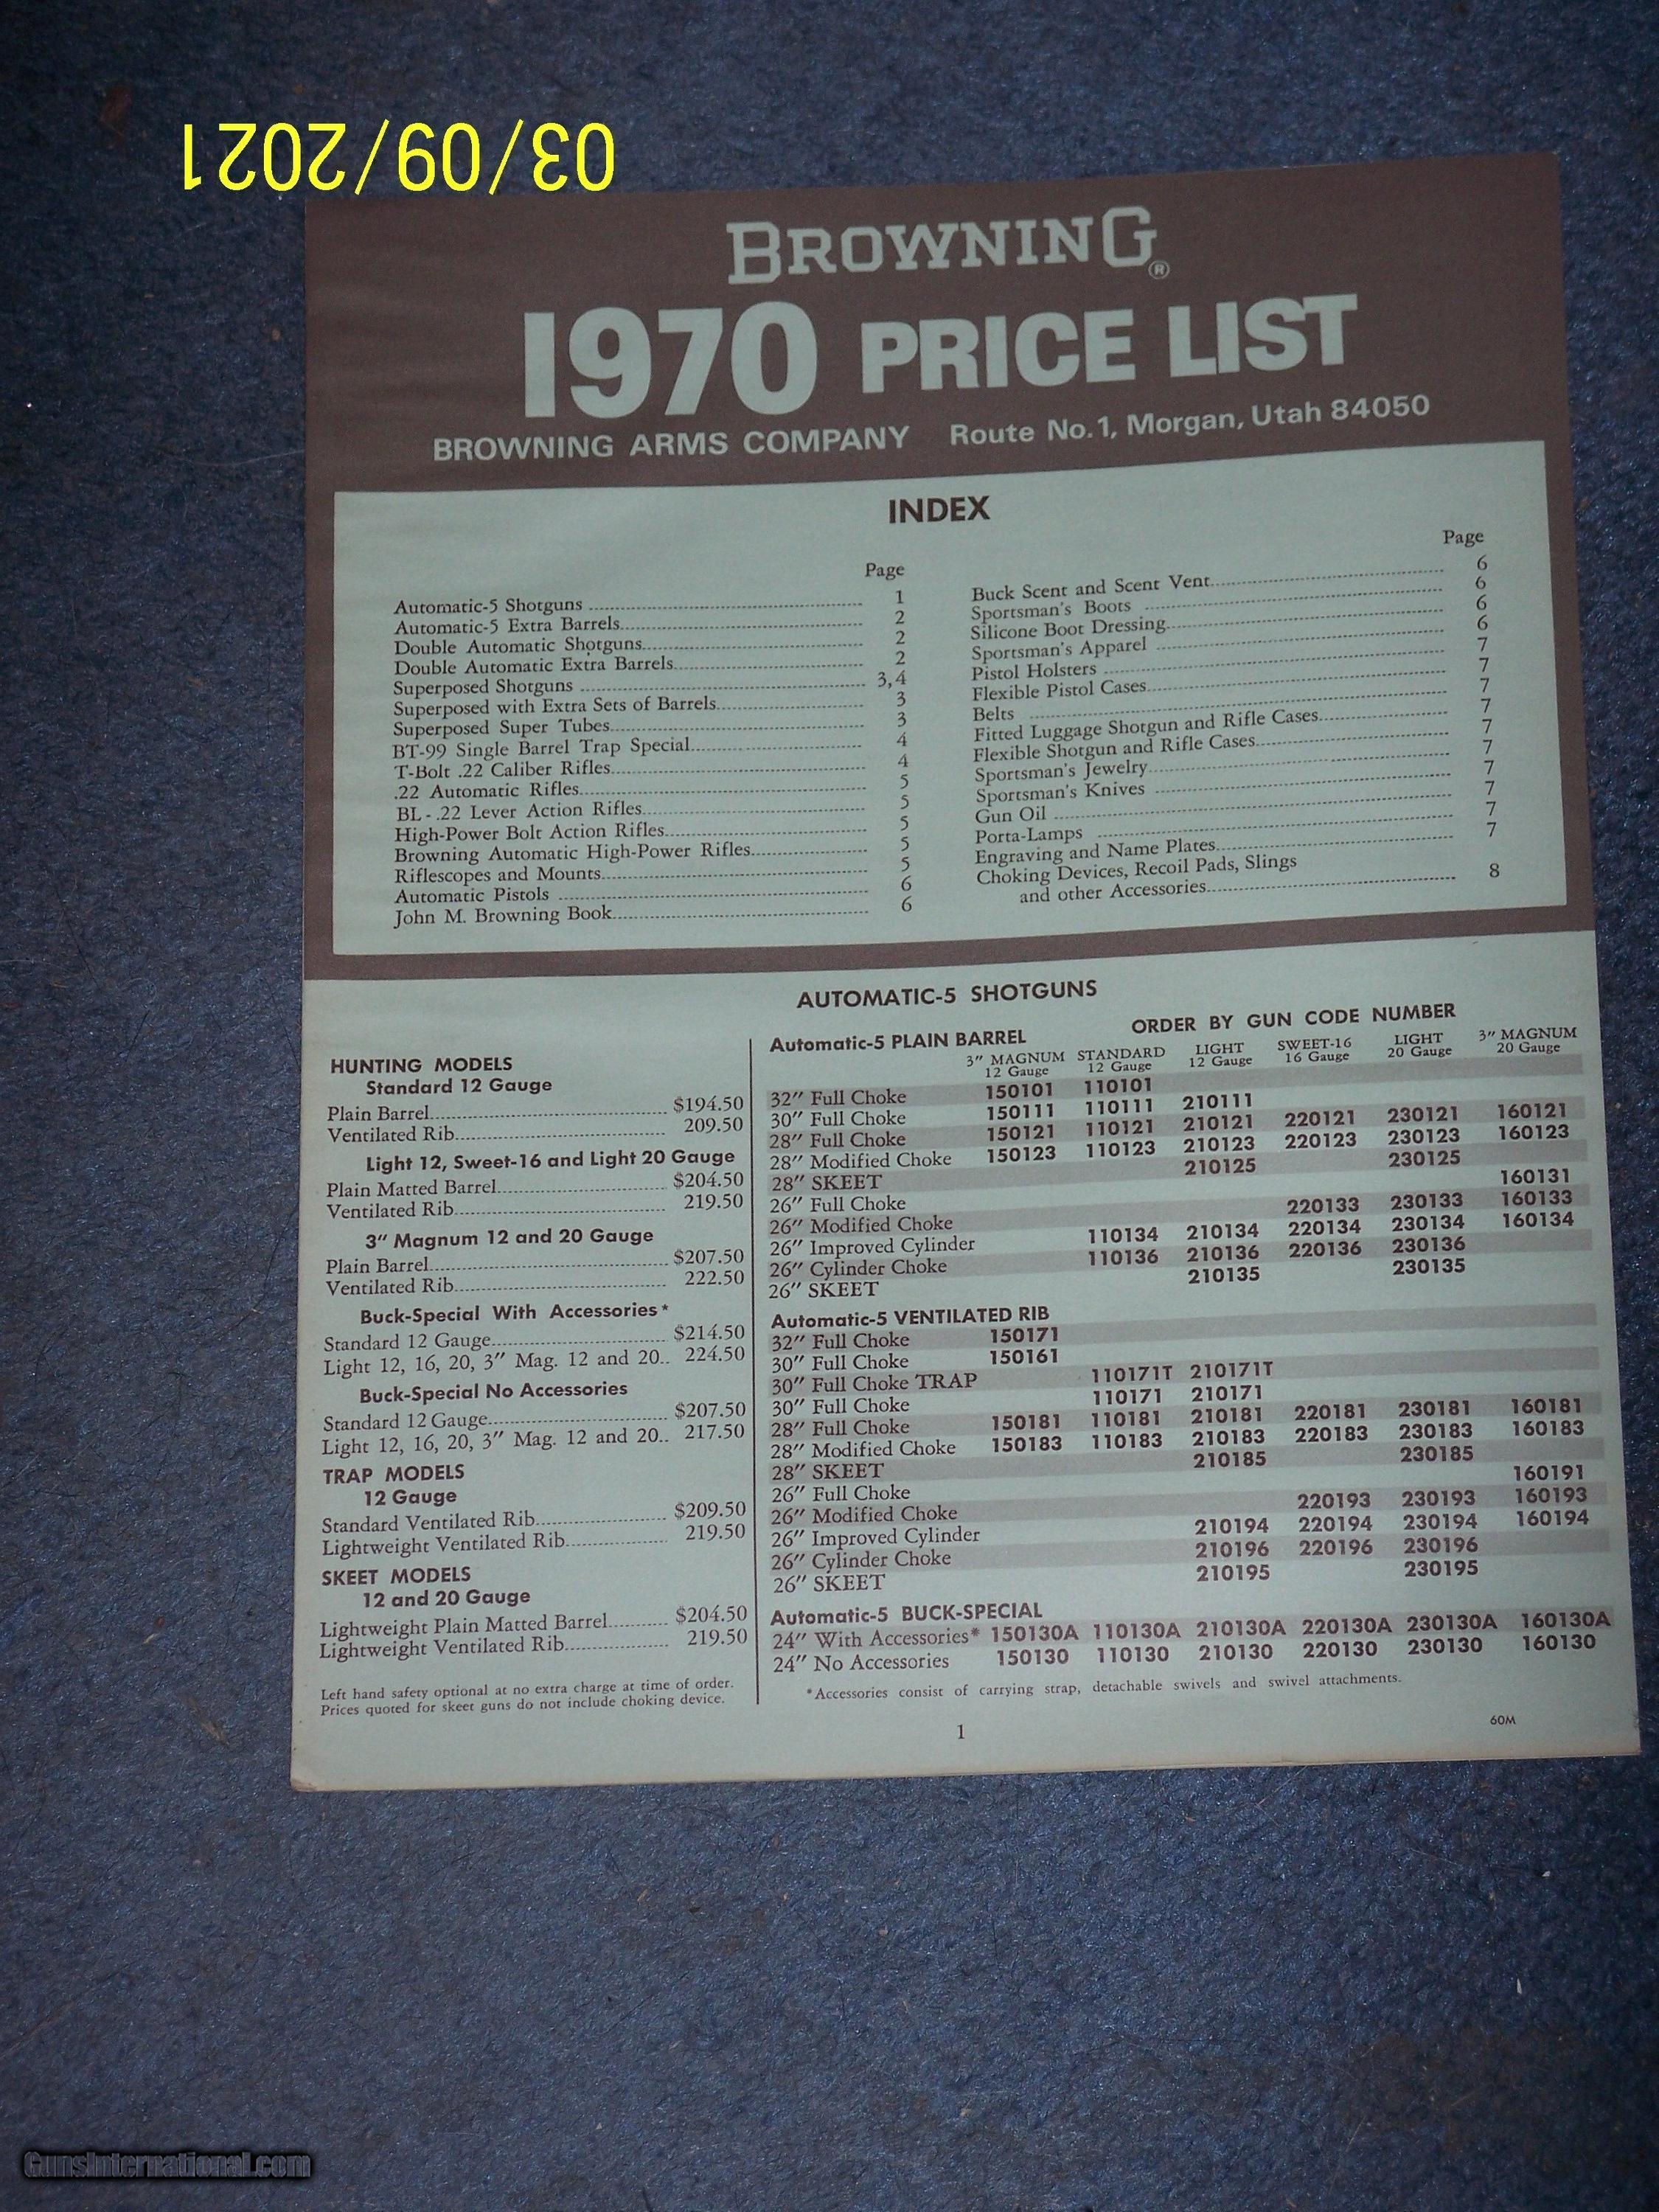 03/09/2021
BROWNING®
1970 PRICE LIST
BROWNING ARMS COMPANY Route No. 1, Morgan, Utah 84050
INDEX
Page
Automatic-5 Shotguns 1
Automatic-5 Extra Barrels 2
Double Automatic Shotguns 2
Double Automatic Extra Barrels 2
Superposed Shotguns 3, 4
Superposed with Extra Sets of Barrels 3
Superposed Super Tubes 3
BT-99 Single Barrel Trap Special 4
T-Bolt .22 Caliber Rifles 4
.22 Automatic Rifles 5
BL-.22 Lever Action Rifles 5
High-Power Bolt Action Rifles 5
Browning Automatic High-Power Rifles 5
Riflescopes and Mounts 5
Automatic Pistols 6
John M. Browning Book 6
Page
Buck Scent and Scent Vent 6
Sportsman's Boots 6
Silicone Boot Dressing 6
Sportsman's Apparel 6
Pistol Holsters 7
Flexible Pistol Cases 7
Belts 7
Fitted Luggage Shotgun and Rifle Cases 7
Flexible Shotgun and Rifle Cases 7
Sportsman's Jewelry 7
Sportsman's Knives 7
Gun Oil 7
Porta-Lamps 7
Engraving and Name Plates 7
Choking Devices, Recoil Pads, Slings
and other Accessories 8
AUTOMATIC-5 SHOTGUNS
HUNTING MODELS
Standard 12 Gauge
Plain Barrel $194.50
Ventilated Rib 209.50
Light 12, Sweet-16 and Light 20 Gauge
Plain Matted Barrel $204.50
Ventilated Rib 219.50
3" Magnum 12 and 20 Gauge
Plain Barrel $207.50
Ventilated Rib 222.50
Buck-Special With Accessories*
Standard 12 Gauge $214.50
Light 12, 16, 20, 3" Mag. 12 and 20.. 224.50
Buck-Special No Accessories
Standard 12 Gauge $207.50
Light 12, 16, 20, 3" Mag. 12 and 20.. 217.50
TRAP MODELS
12 Gauge
Standard Ventilated Rib $209.50
Lightweight Ventilated Rib 219.50
SKEET MODELS
12 and 20 Gauge
Lightweight Plain Matted Barrel $204.50
Lightweight Ventilated Rib 219.50
Left hand safety optional at no extra charge at time of order.
Prices quoted for skeet guns do not include choking device.
Automatic-5 PLAIN BARREL ORDER BY GUN CODE NUMBER
3" MAGNUM STANDARD LIGHT SWEET-16 LIGHT 3" MAGNUM
12 Gauge 12 Gauge 12 Gauge 16 Gauge 20 Gauge 20 Gauge
32" Full Choke 150101 110101
30" Full Choke 150111 110111 210111
28" Full Choke 150121 110121 210121 220121 230121 160121
28" Modified Choke 150123 110123 210123 220123 230123 160123
28" SKEET 210125 230125
26" Full Choke 160131
26" Modified Choke 220133 230133 160133
26" Improved Cylinder 110134 210134 220134 230134 160134
26" Cylinder Choke 110136 210136 220136 230136
26" SKEET 210135 230135
Automatic-5 VENTILATED RIB
32" Full Choke 150171
30" Full Choke 150161
30" Full Choke TRAP 110171T 210171T
30" Full Choke 110171 210171
28" Full Choke 150181 110181 210181 220181 230181 160181
28" Modified Choke 150183 110183 210183 220183 230183 160183
28" SKEET 210185 230185
26" Full Choke 160191
26" Modified Choke 220193 230193 160193
26" Improved Cylinder 210194 220194 230194 160194
26" Cylinder Choke 210196 220196 230196
26" SKEET 210195 230195
Automatic-5 BUCK-SPECIAL
24" With Accessories* 150130A 110130A 210130A 220130A 230130A 160130A
24" No Accessories 150130 110130 210130 220130 230130 160130
*Accessories consist of carrying strap, detachable swivels and swivel attachments.
1
60M
GunsInternational.com